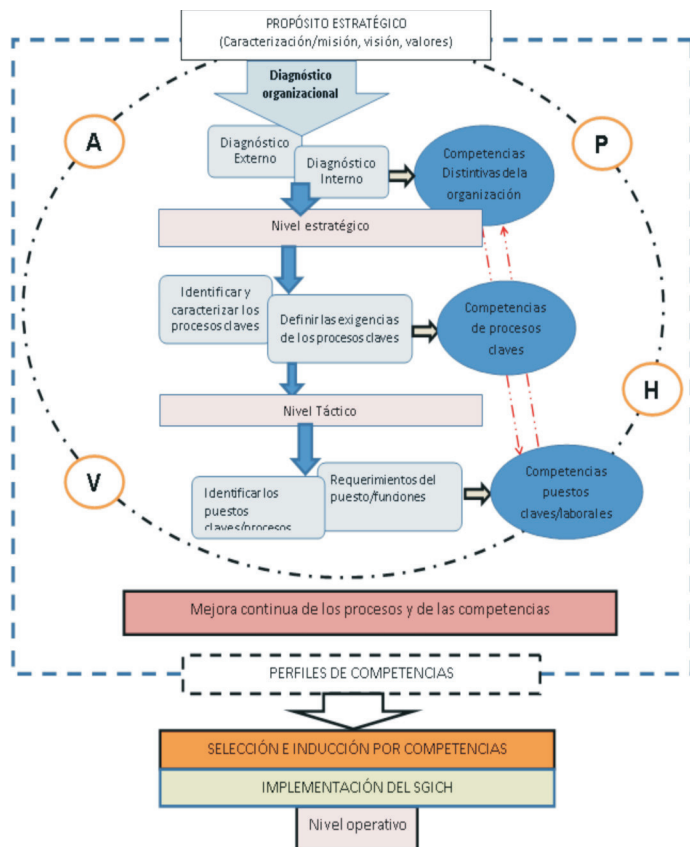 PROPÓSITO ESTRATÉGICO
(Caracterización/misión, visión, valores)
Diagnóstico
organizacional
A
P
Diagnóstico
Externo
Diagnóstico
Interno
Competencias
Distintivas de la
organización
Nivel estratégico
Identificar y
caracterizar los
procesos claves
Definir las exigencias
de los procesos claves
Competencias
de procesos
claves
H
Nivel Táctico
V
Identificar los
puestos
claves/procesos
Requerimientos del
puesto/funciones
Competencias
puestos
claves/laborales
Mejora continua de los procesos y de las competencias
PERFILES DE COMPETENCIAS
SELECCIÓN E INDUCCIÓN POR COMPETENCIAS
IMPLEMENTACIÓN DEL SGICH
Nivel operativo